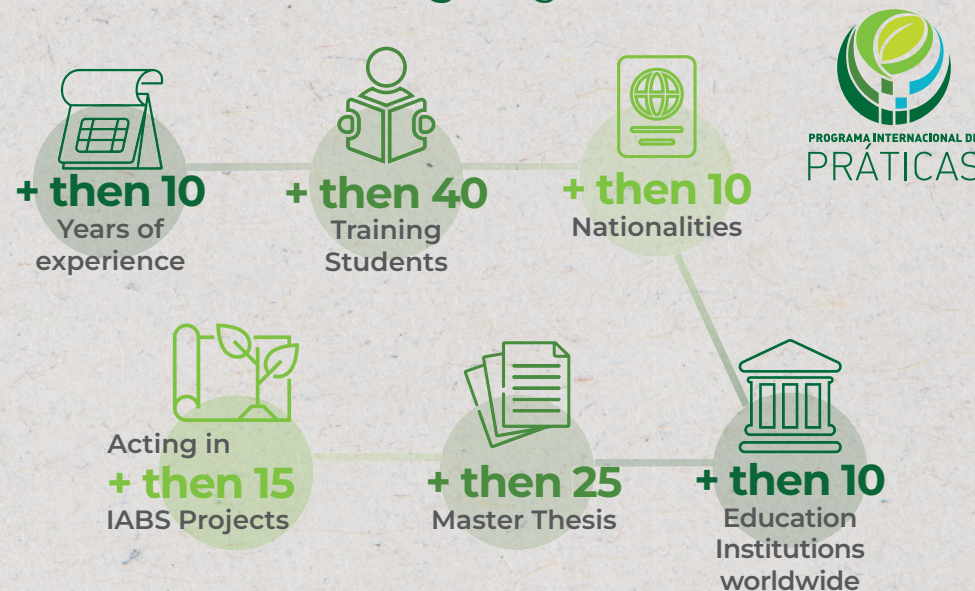 PROGRAMA INTERNACIONAL DE
PRÁTICAS
+ then 10
Years of
experience
+ then 40
Training
Students
+ then 10
Nationalities
Acting in
+ then 15
IABS Projects
+ then 25
Master Thesis
+ then 10
Education
Institutions
worldwide